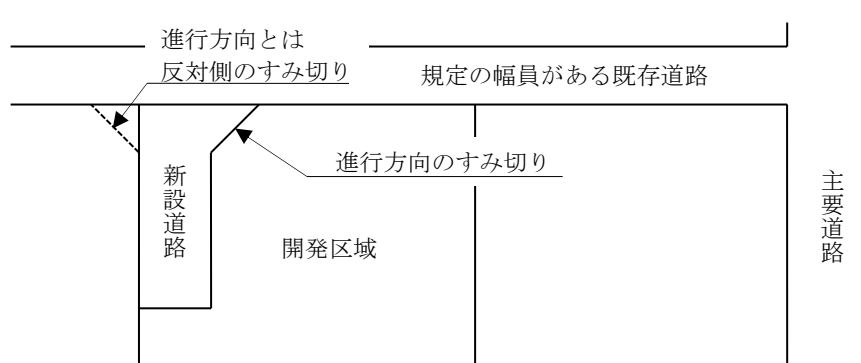 進行方向とは
反対側のすみ切り
規定の幅員がある既存道路
進行方向のすみ切り
新設道路
開発区域
主要道路